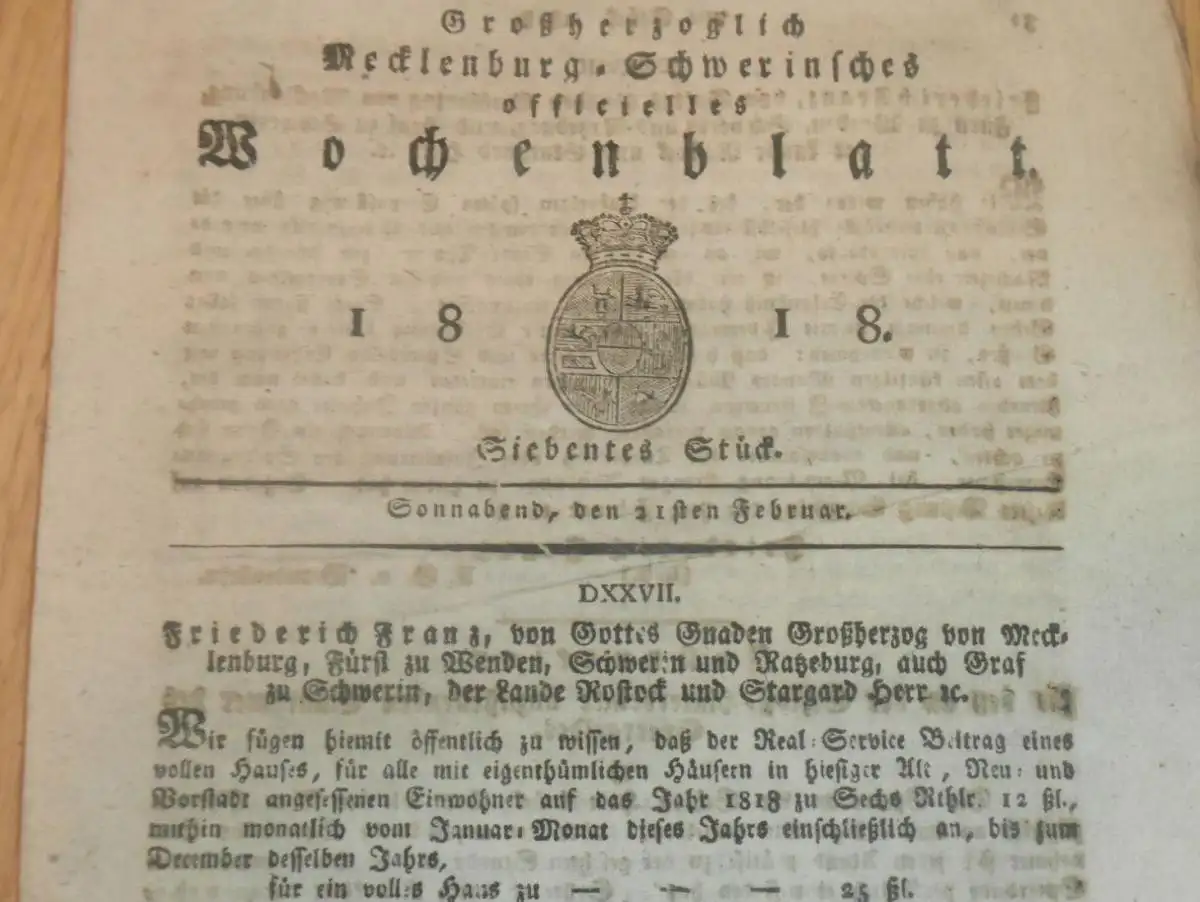 Großherzoglich
Mecklenburg-Schwerinsches
officielles
Wochenblatt.
1818.
Siebentes Stück.
Sonnabend, den 21sten Februar.
DXXVII.
Friederich Franz, von Gottes Gnaden Großherzog von Meck-
lenburg, Fürst zu Wenden, Schwerin und Ratzeburg, auch Graf
zu Schwerin, der Lande Rostock und Stargard Herr ꝛc.
Wir fügen hiemit öffentlich zu wissen, daß der Real-Service Beitrag eines
vollen Hauses, für alle mit eigenthümlichen Häusern in hiesiger Alt, Neu- und
Vorstadt angesessenen Einwohner auf das Jahr 1818 zu Sechs Rthlr. 12 ßl.,
mithin monatlich vom Januar-Monat dieses Jahrs einschließlich an, bis zum
December desselben Jahrs,
für ein volles Haus zu — — — 25 ßl.